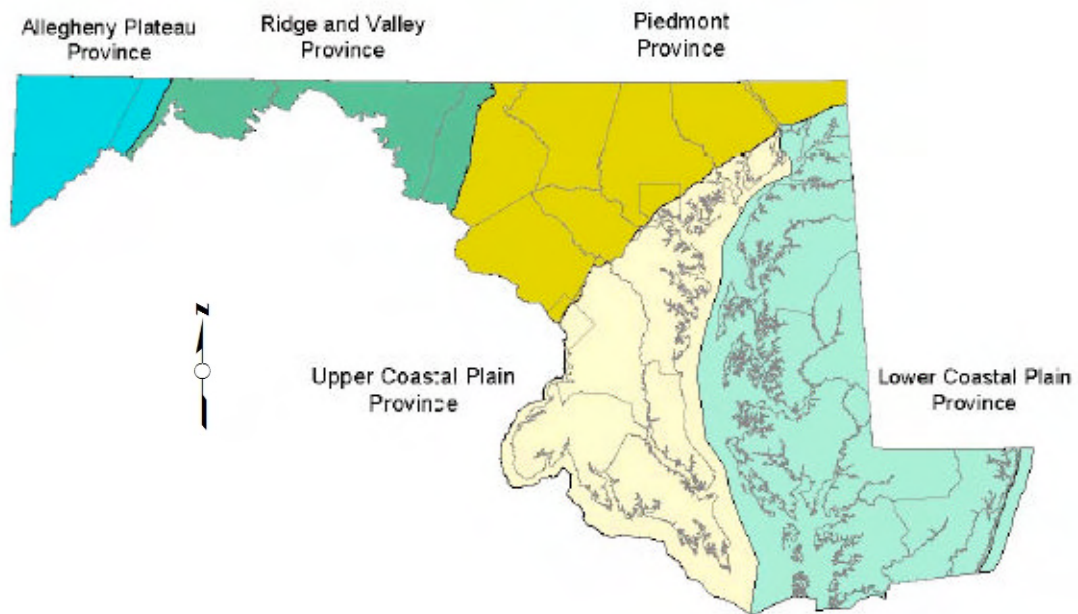 Allegheny Plateau
Province
Ridge and Valley
Province
Piedmont
Province
N
Upper Coastal Plain
Province
Lower Coastal Plain
Province